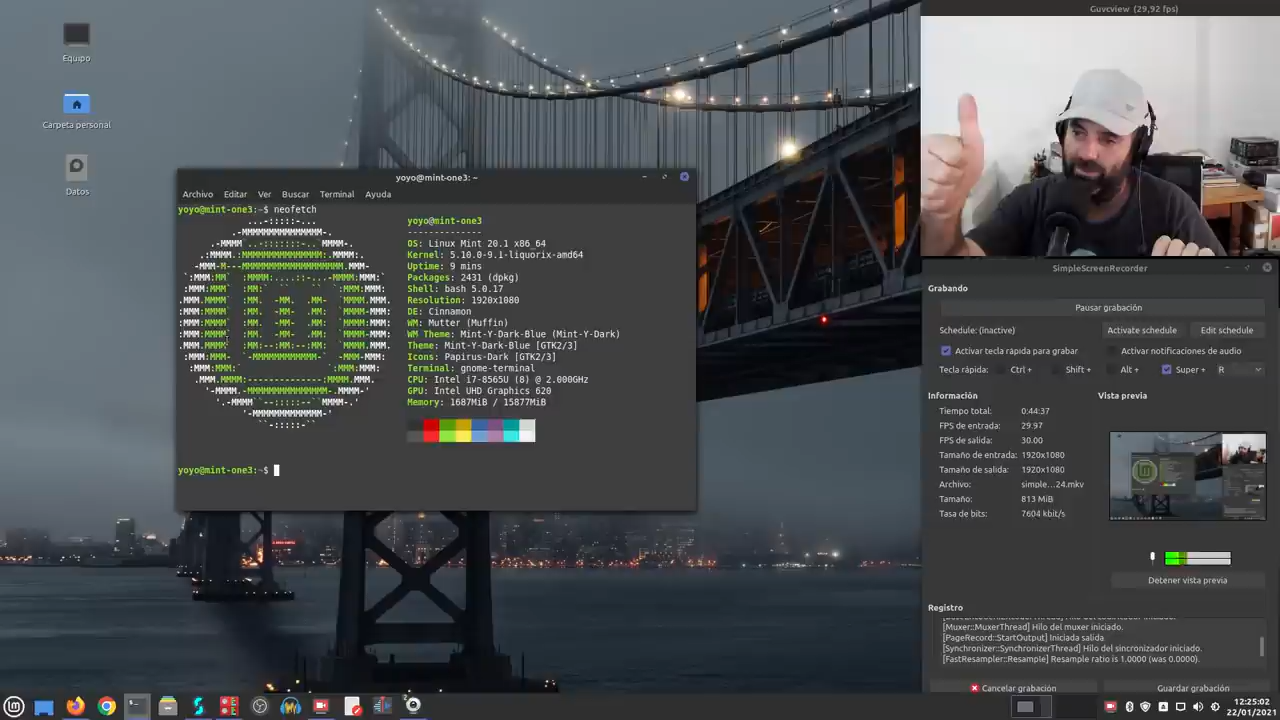 Guvcview (29,92 fps)
Equipo
Carpeta personal
Datos
yoyo@mint-one3: ~
Archivo Editar Ver Buscar Terminal Ayuda
yoyo@mint-one3:~$ neofetch
yoyo@mint-one3
--------------
OS: Linux Mint 20.1 x86_64
Kernel: 5.10.0-9.1-liquorix-amd64
Uptime: 9 mins
Packages: 2431 (dpkg)
Shell: bash 5.0.17
Resolution: 1920x1080
DE: Cinnamon
WM: Mutter (Muffin)
WM Theme: Mint-Y-Dark-Blue (Mint-Y-Dark)
Theme: Mint-Y-Dark-Blue [GTK2/3]
Icons: Papirus-Dark [GTK2/3]
Terminal: gnome-terminal
CPU: Intel i7-8565U (8) @ 2.000GHz
GPU: Intel UHD Graphics 620
Memory: 1687MiB / 15877MiB
yoyo@mint-one3:~$
SimpleScreenRecorder
Grabando
Pausar grabación
Schedule: (inactive) Activate schedule Edit schedule
Activar tecla rápida para grabar Activar notificaciones de audio
Tecla rápida: Ctrl + Shift + Alt + Super + R
Información
Tiempo total: 0:44:37
FPS de entrada: 29.97
FPS de salida: 30.00
Tamaño de entrada: 1920x1080
Tamaño de salida: 1920x1080
Archivo: simple...24.mkv
Tamaño: 813 MiB
Tasa de bits: 7604 kbit/s
Vista previa
Detener vista previa
Registro
[Muxer::MuxerThread] Hilo del muxer iniciado.
[PageRecord::StartOutput] Iniciada salida
[Synchronizer::SynchronizerThread] Hilo del sincronizador iniciado.
[FastResampler::Resample] Resample ratio is 1.0000 (was 0.0000).
Cancelar grabación Guardar grabación
12:25:02
22/01/2021